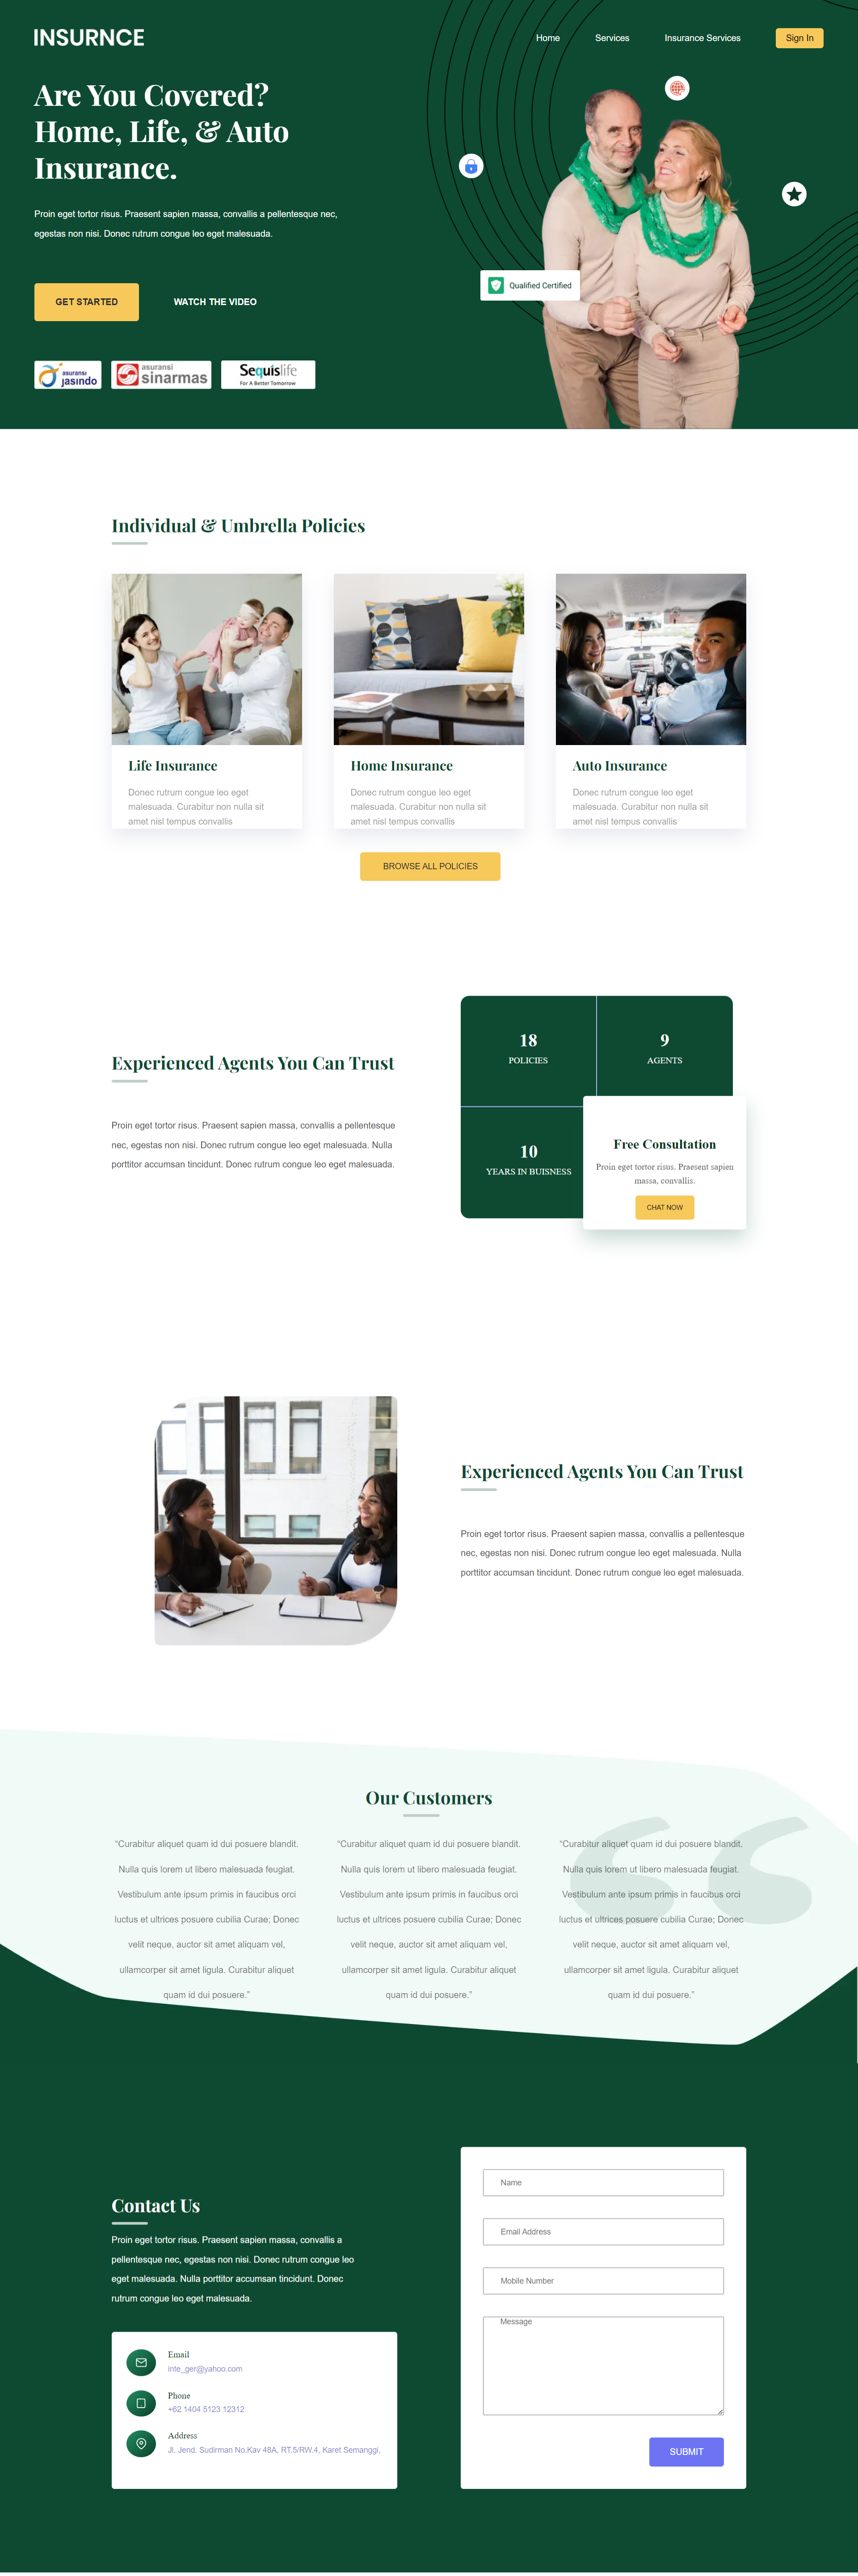 INSURNCE
Home
Services
Insurance Services
Sign In
Are You Covered?
Home, Life, & Auto
Insurance.
Proin eget tortor risus. Praesent sapien massa, convallis a pellentesque nec,
egestas non nisi. Donec rutrum congue leo eget malesuada.
Qualified Certified
GET STARTED
WATCH THE VIDEO
asuransi
jasindo
asuransi
sinarmas
Sequislife
For A Better Tomorrow
Individual & Umbrella Policies
Life Insurance
Donec rutrum congue leo eget
malesuada. Curabitur non nulla sit
amet nisl tempus convallis
Home Insurance
Donec rutrum congue leo eget
malesuada. Curabitur non nulla sit
amet nisl tempus convallis
Auto Insurance
Donec rutrum congue leo eget
malesuada. Curabitur non nulla sit
amet nisl tempus convallis
BROWSE ALL POLICIES
Experienced Agents You Can Trust
Proin eget tortor risus. Praesent sapien massa, convallis a pellentesque
nec, egestas non nisi. Donec rutrum congue leo eget malesuada. Nulla
porttitor accumsan tincidunt. Donec rutrum congue leo eget malesuada.
18
POLICIES
9
AGENTS
10
YEARS IN BUISNESS
Free Consultation
Proin eget tortor risus. Praesent sapien
massa, convallis.
CHAT NOW
Experienced Agents You Can Trust
Proin eget tortor risus. Praesent sapien massa, convallis a pellentesque
nec, egestas non nisi. Donec rutrum congue leo eget malesuada. Nulla
porttitor accumsan tincidunt. Donec rutrum congue leo eget malesuada.
Our Customers
“Curabitur aliquet quam id dui posuere blandit.
Nulla quis lorem ut libero malesuada feugiat.
Vestibulum ante ipsum primis in faucibus orci
luctus et ultrices posuere cubilia Curae; Donec
velit neque, auctor sit amet aliquam vel,
ullamcorper sit amet ligula. Curabitur aliquet
quam id dui posuere.”
“Curabitur aliquet quam id dui posuere blandit.
Nulla quis lorem ut libero malesuada feugiat.
Vestibulum ante ipsum primis in faucibus orci
luctus et ultrices posuere cubilia Curae; Donec
velit neque, auctor sit amet aliquam vel,
ullamcorper sit amet ligula. Curabitur aliquet
quam id dui posuere.”
“Curabitur aliquet quam id dui posuere blandit.
Nulla quis lorem ut libero malesuada feugiat.
Vestibulum ante ipsum primis in faucibus orci
luctus et ultrices posuere cubilia Curae; Donec
velit neque, auctor sit amet aliquam vel,
ullamcorper sit amet ligula. Curabitur aliquet
quam id dui posuere.”
Contact Us
Proin eget tortor risus. Praesent sapien massa, convallis a
pellentesque nec, egestas non nisi. Donec rutrum congue leo
eget malesuada. Nulla porttitor accumsan tincidunt. Donec
rutrum congue leo eget malesuada.
Email
inte_ger@yahoo.com
Phone
+62 1404 5123 12312
Address
Jl. Jend. Sudirman No.Kav 48A, RT.5/RW.4, Karet Semanggi,
Name
Email Address
Mobile Number
Message
SUBMIT